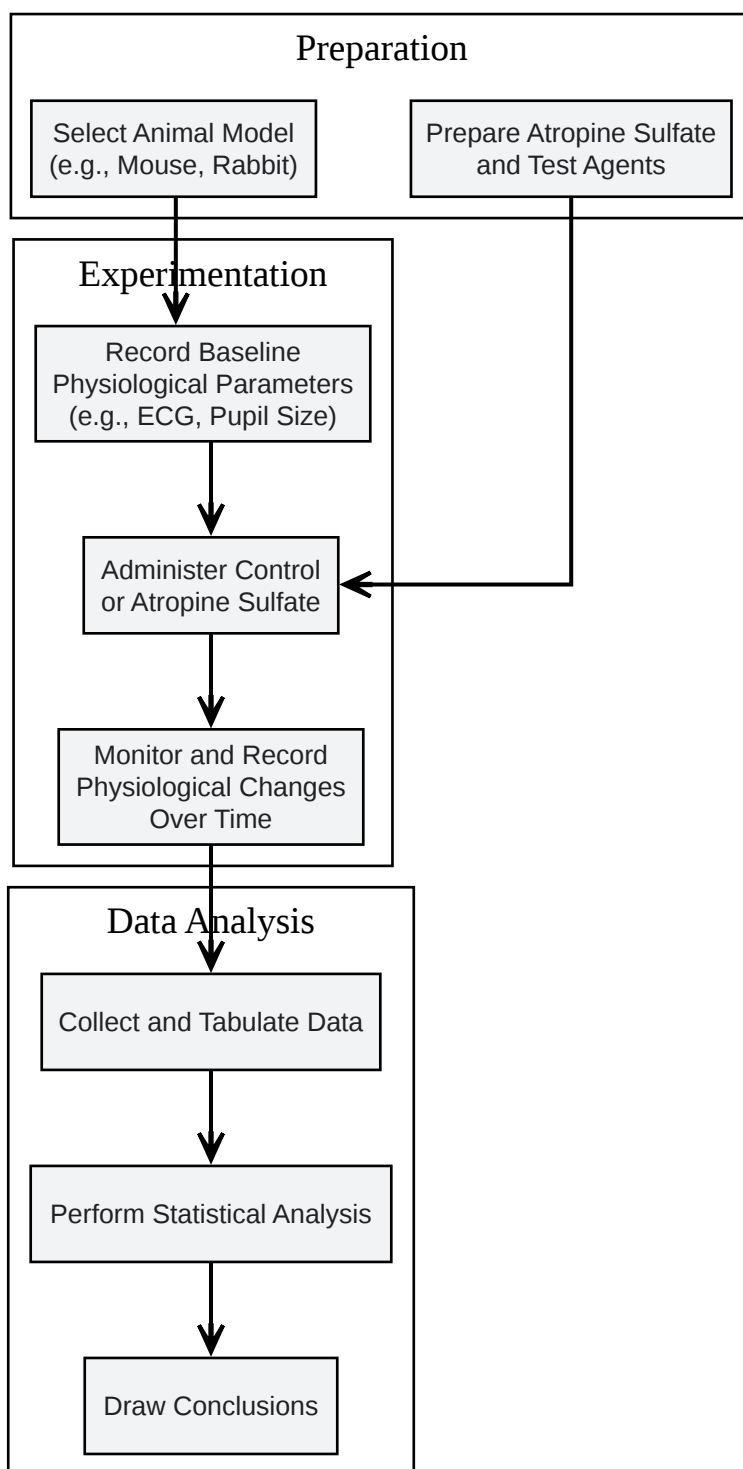 Preparation
Select Animal Model
(e.g., Mouse, Rabbit)
Prepare Atropine Sulfate
and Test Agents
Experimentation
Record Baseline
Physiological Parameters
(e.g., ECG, Pupil Size)
Administer Control
or Atropine Sulfate
Monitor and Record
Physiological Changes
Over Time
Data Analysis
Collect and Tabulate Data
Perform Statistical Analysis
Draw Conclusions